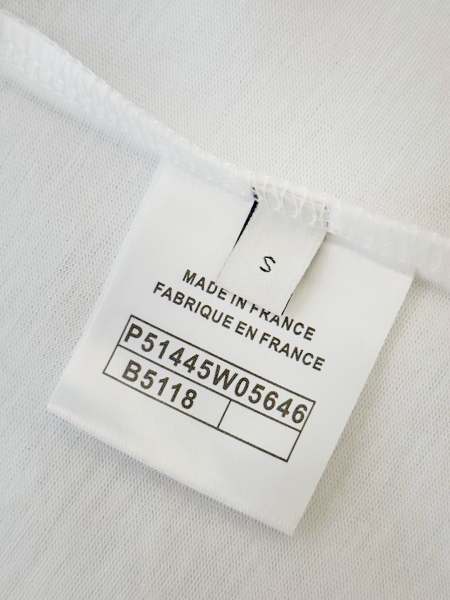 S
MADE IN FRANCE
FABRIQUE EN FRANCE
P51445W05646
B5118